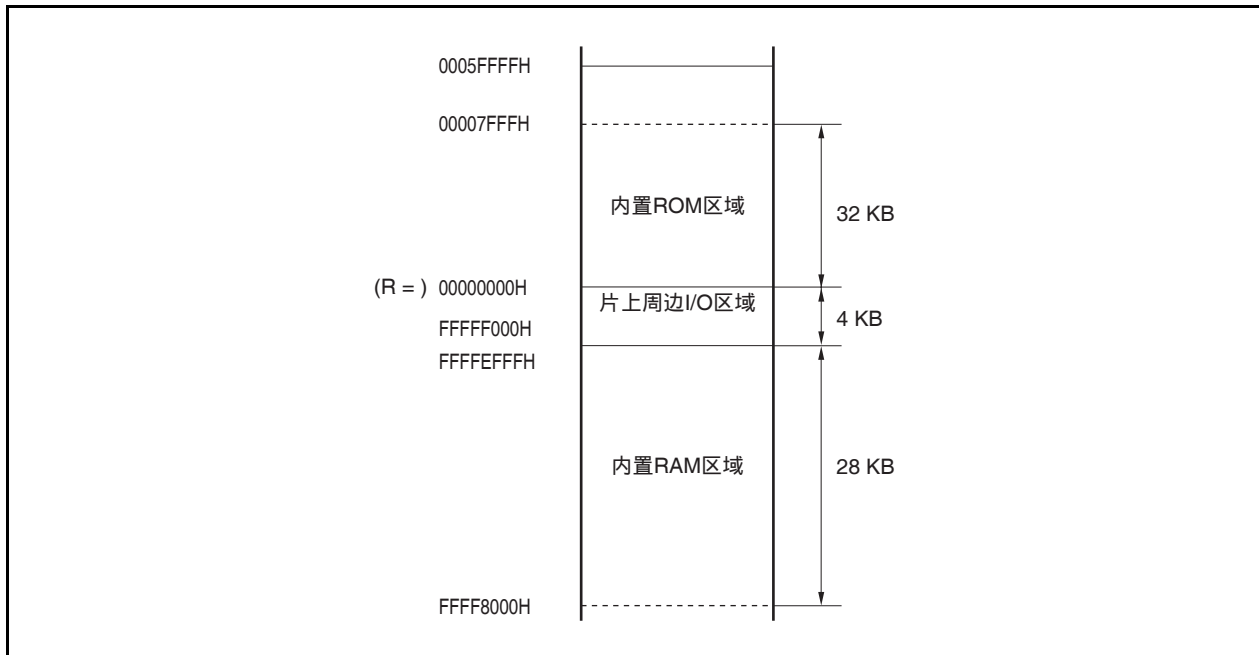 0005FFFFH
00007FFFH
内置ROM区域
32 KB
(R = ) 00000000H
片上周边I/O区域
4 KB
FFFFF000H
FFFFEFFFH
内置RAM区域
28 KB
FFFF8000H